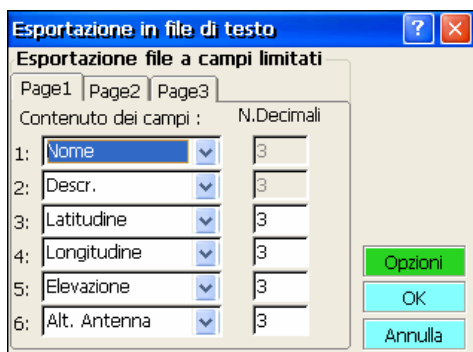 Esportazione in file di testo ? X
Esportazione file a campi limitati
Page1 Page2 Page3
Contenuto dei campi : N.Decimali
1: Nome 3
2: Descr. 3
3: Latitudine 3
4: Longitudine 3
Opzioni
5: Elevazione 3
OK
6: Alt. Antenna 3
Annulla